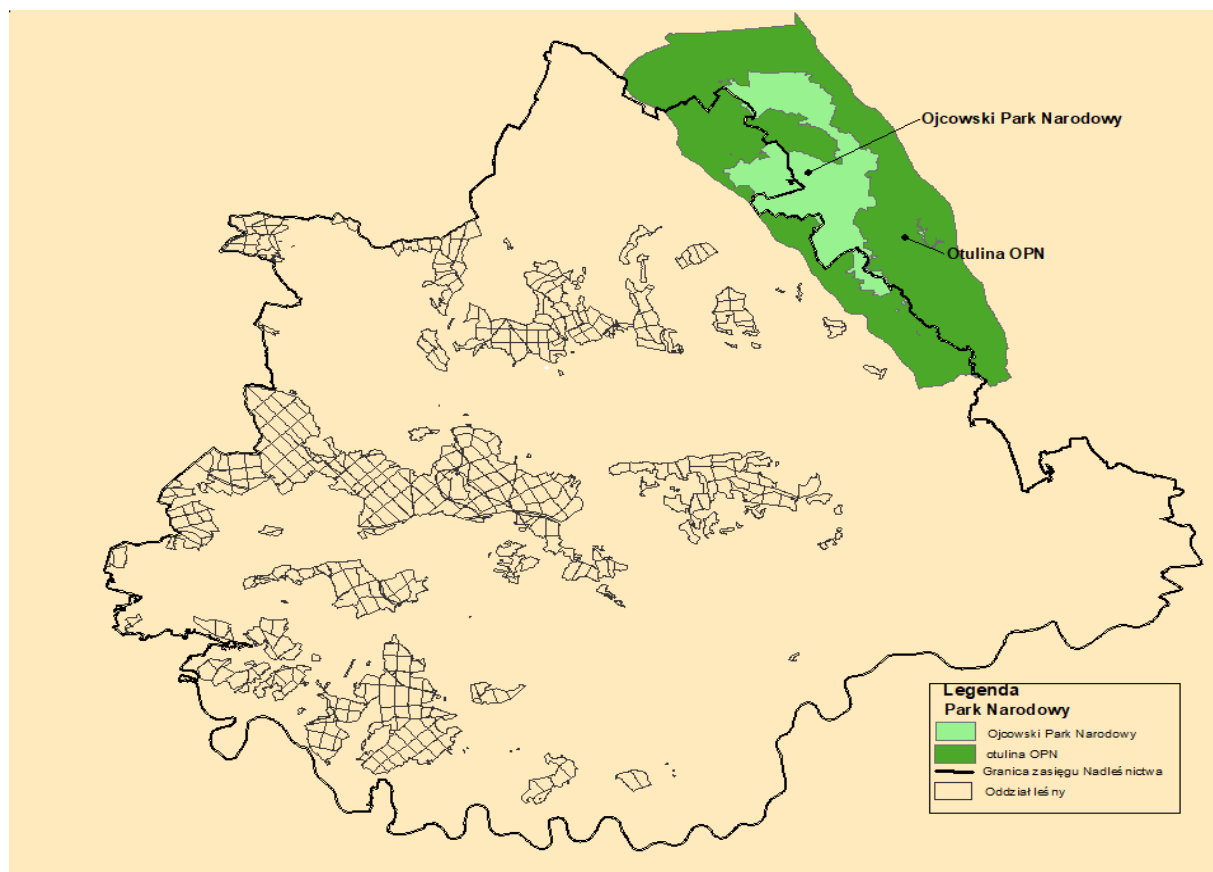 Ojcowski Park Narodowy
Otulina OPN
Legenda
Park Narodowy
Ojcowski Park Narodowy
otulina OPN
Granica zasięgu Nadleśnictwa
Oddział leśny